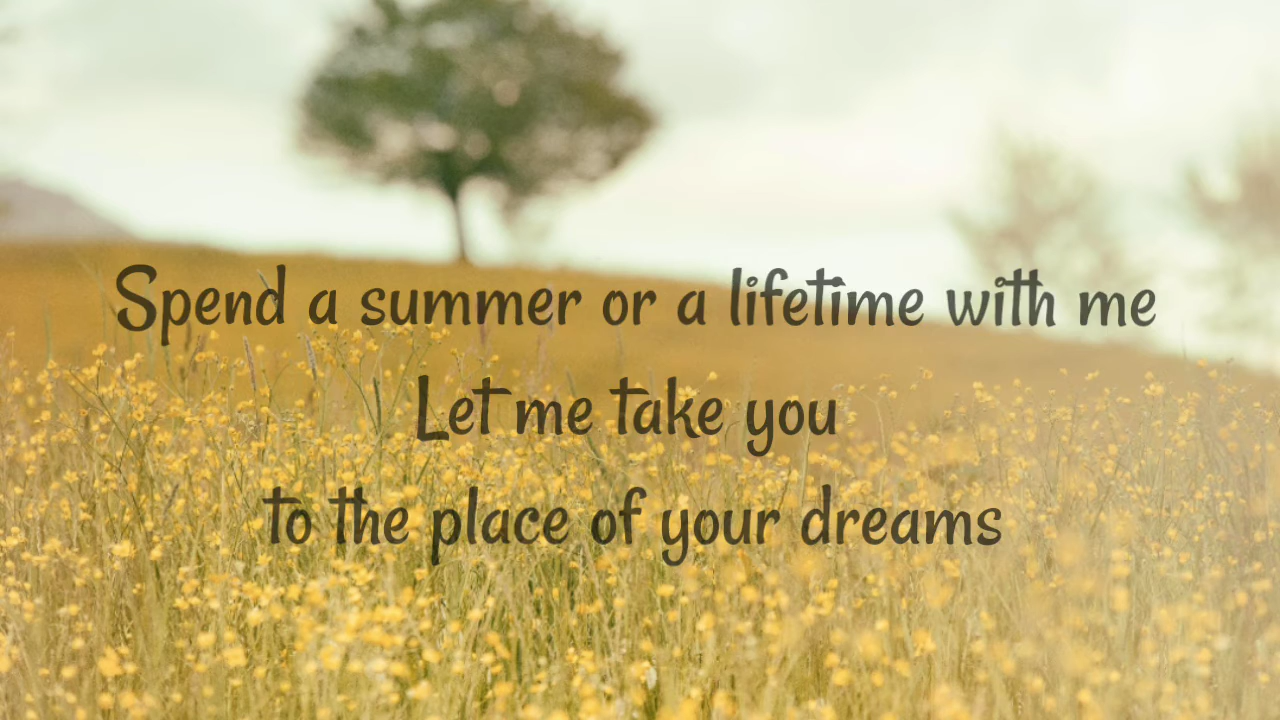 Spend a summer or a lifetime with me
Let me take you
to the place of your dreams